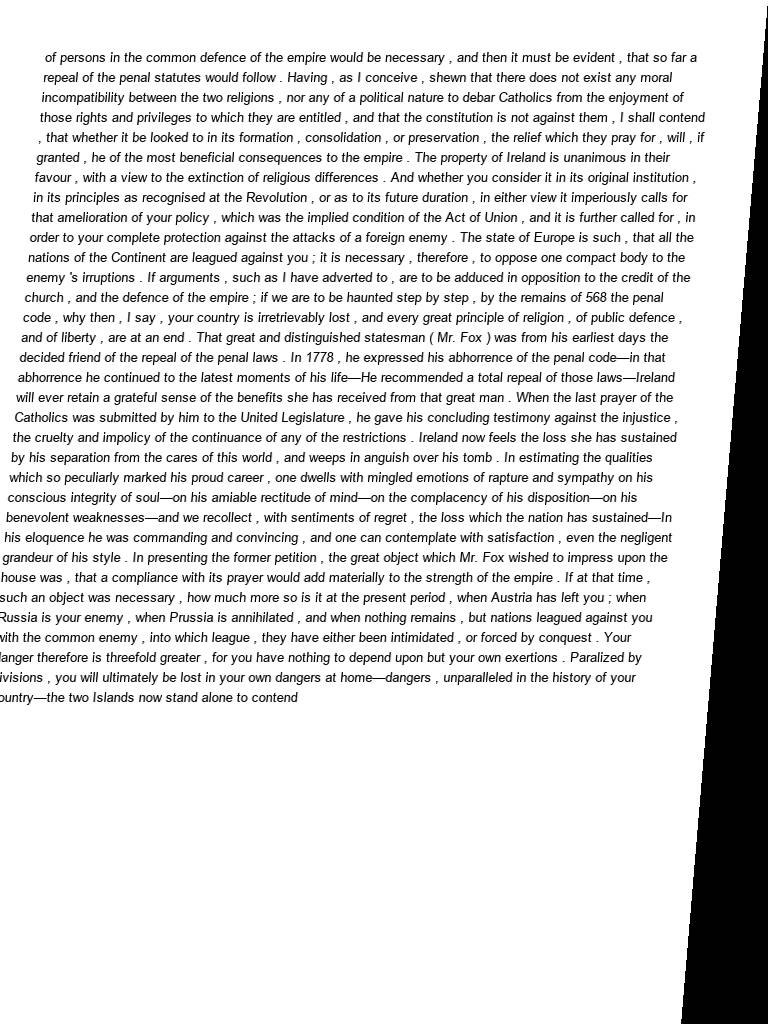 of persons in the common defence of the empire would be necessary , and then it must be evident , that so far a
repeal of the penal statutes would follow . Having , as I conceive , shewn that there does not exist any moral
incompatibility between the two religions , nor any of a political nature to debar Catholics from the enjoyment of
those rights and privileges to which they are entitled , and that the constitution is not against them , I shall contend
, that whether it be looked to in its formation , consolidation , or preservation , the relief which they pray for , will , if
granted , he of the most beneficial consequences to the empire . The property of Ireland is unanimous in their
favour , with a view to the extinction of religious differences . And whether you consider it in its original institution ,
in its principles as recognised at the Revolution , or as to its future duration , in either view it imperiously calls for
that amelioration of your policy , which was the implied condition of the Act of Union , and it is further called for , in
order to your complete protection against the attacks of a foreign enemy . The state of Europe is such , that all the
nations of the Continent are leagued against you ; it is necessary , therefore , to oppose one compact body to the
enemy 's irruptions . If arguments , such as I have adverted to , are to be adduced in opposition to the credit of the
church , and the defence of the empire ; if we are to be haunted step by step , by the remains of 568 the penal
code , why then , I say , your country is irretrievably lost , and every great principle of religion , of public defence ,
and of liberty , are at an end . That great and distinguished statesman ( Mr. Fox ) was from his earliest days the
decided friend of the repeal of the penal laws . In 1778 , he expressed his abhorrence of the penal code—in that
abhorrence he continued to the latest moments of his life—He recommended a total repeal of those laws—Ireland
will ever retain a grateful sense of the benefits she has received from that great man . When the last prayer of the
Catholics was submitted by him to the United Legislature , he gave his concluding testimony against the injustice ,
the cruelty and impolicy of the continuance of any of the restrictions . Ireland now feels the loss she has sustained
by his separation from the cares of this world , and weeps in anguish over his tomb . In estimating the qualities
which so peculiarly marked his proud career , one dwells with mingled emotions of rapture and sympathy on his
conscious integrity of soul—on his amiable rectitude of mind—on the complacency of his disposition—on his
benevolent weaknesses—and we recollect , with sentiments of regret , the loss which the nation has sustained—In
his eloquence he was commanding and convincing , and one can contemplate with satisfaction , even the negligent
grandeur of his style . In presenting the former petition , the great object which Mr. Fox wished to impress upon the
house was , that a compliance with its prayer would add materially to the strength of the empire . If at that time ,
such an object was necessary , how much more so is it at the present period , when Austria has left you ; when
Russia is your enemy , when Prussia is annihilated , and when nothing remains , but nations leagued against you
with the common enemy , into which league , they have either been intimidated , or forced by conquest . Your
danger therefore is threefold greater , for you have nothing to depend upon but your own exertions . Paralized by
divisions , you will ultimately be lost in your own dangers at home—dangers , unparalleled in the history of your
country—the two Islands now stand alone to contend